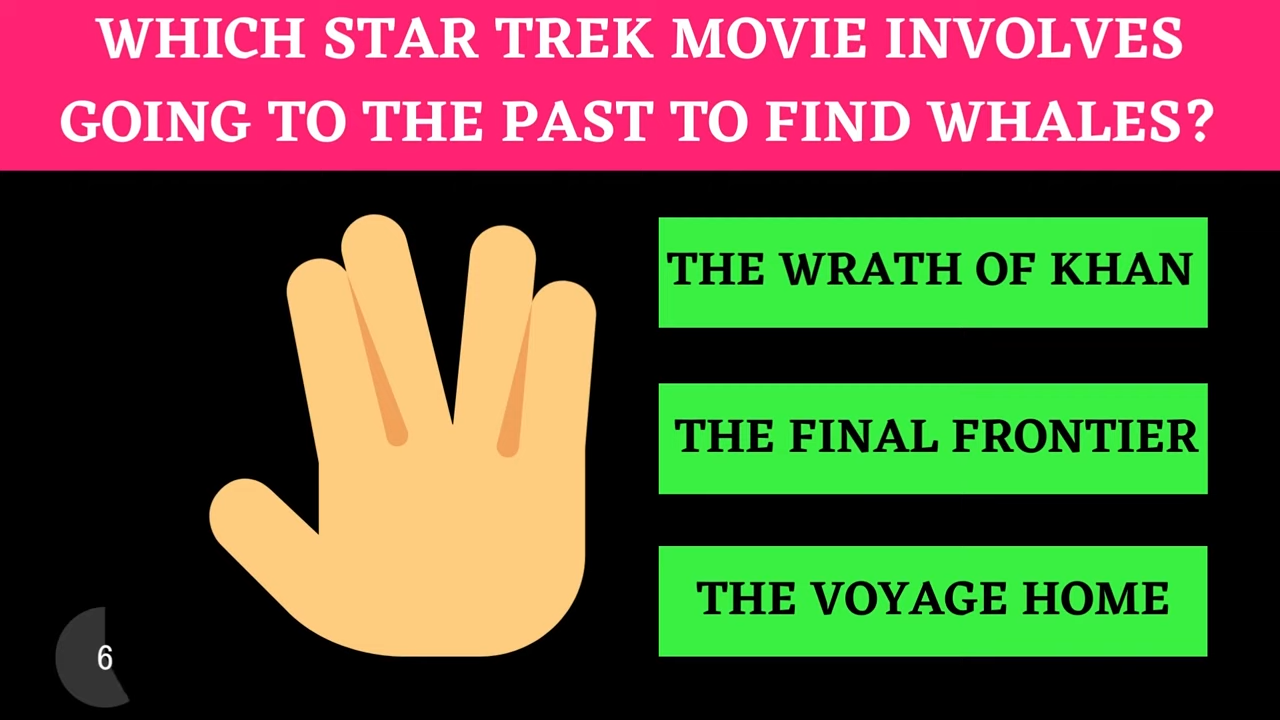 WHICH STAR TREK MOVIE INVOLVES
GOING TO THE PAST TO FIND WHALES?
THE WRATH OF KHAN
THE FINAL FRONTIER
THE VOYAGE HOME
6